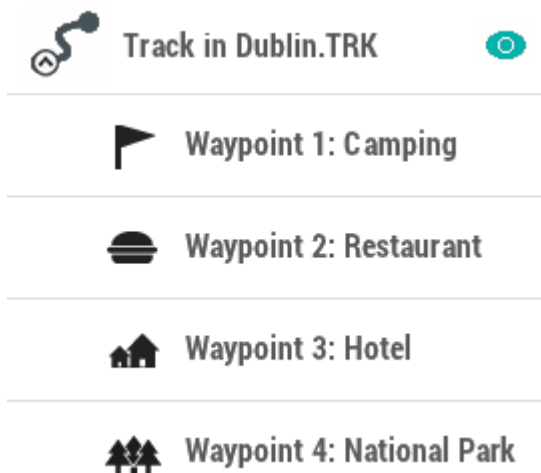 Track in Dublin.TRK
Waypoint 1: Camping
Waypoint 2: Restaurant
Waypoint 3: Hotel
Waypoint 4: National Park